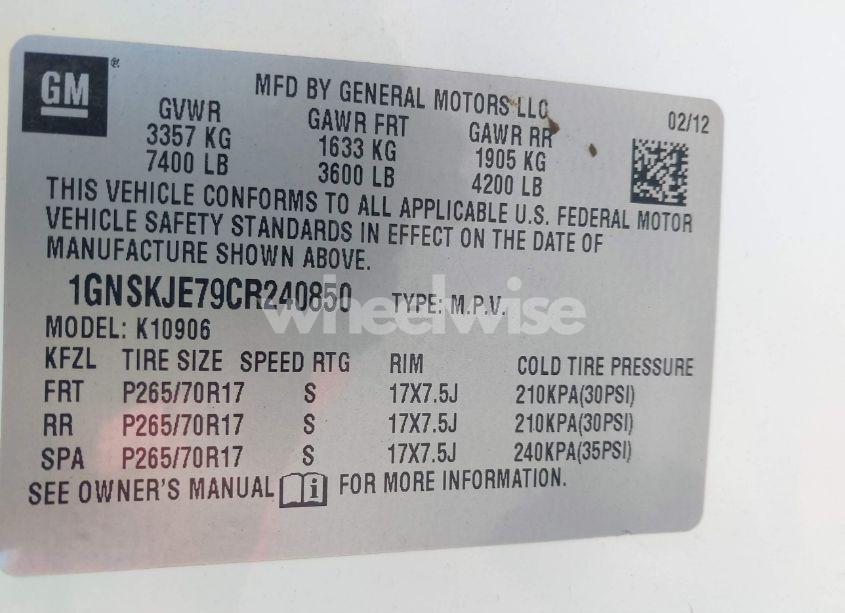 GM ®
MFD BY GENERAL MOTORS LLC
02/12
GVWR GAWR FRT GAWR RR
3357 KG 1633 KG 1905 KG
7400 LB 3600 LB 4200 LB
THIS VEHICLE CONFORMS TO ALL APPLICABLE U.S. FEDERAL MOTOR
VEHICLE SAFETY STANDARDS IN EFFECT ON THE DATE OF
MANUFACTURE SHOWN ABOVE.
1GNSKJE79CR240850 TYPE: M.P.V.
wheelwise
MODEL: K10906
KFZL TIRE SIZE SPEED RTG RIM COLD TIRE PRESSURE
FRT P265/70R17 S 17X7.5J 210KPA(30PSI)
RR P265/70R17 S 17X7.5J 210KPA(30PSI)
SPA P265/70R17 S 17X7.5J 240KPA(35PSI)
SEE OWNER'S MANUAL i FOR MORE INFORMATION.